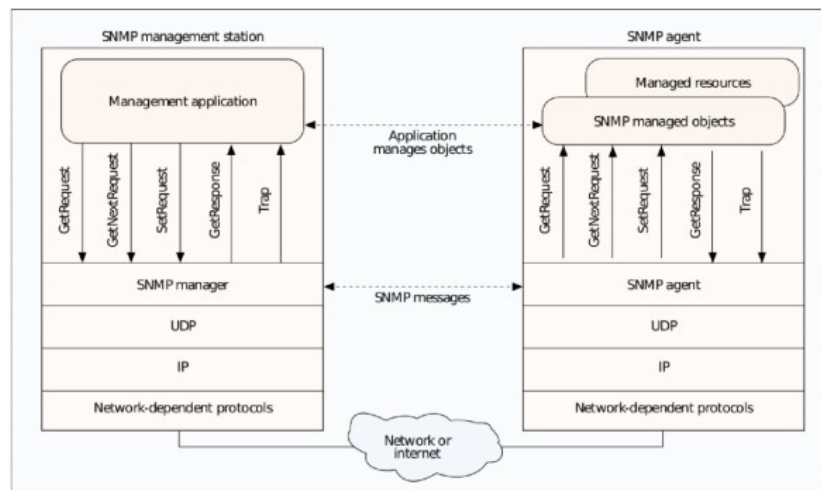 SNMP management station
Management application
GetRequest
GetNextRequest
SetRequest
GetResponse
Trap
SNMP manager
UDP
IP
Network-dependent protocols
Application
manages objects
SNMP messages
Network or
internet
SNMP agent
Managed resources
SNMP managed objects
GetRequest
GetNextRequest
SetRequest
GetResponse
Trap
SNMP agent
UDP
IP
Network-dependent protocols